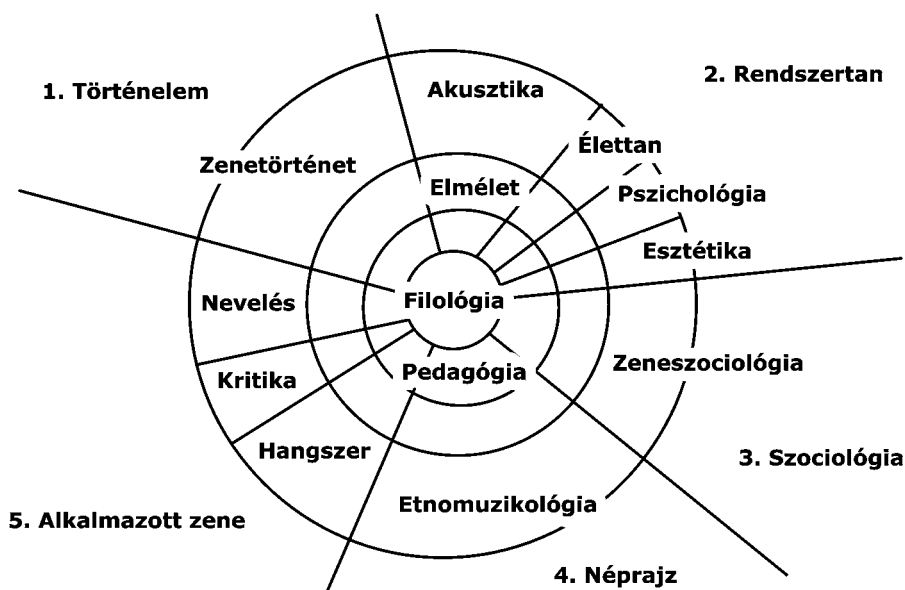 1. Történelem
2. Rendszertan
Akusztika
Élettan
Zenetörténet
Elmélet
Pszichológia
Esztétika
Nevelés
Filológia
Zeneszociológia
Kritika
Pedagógia
Hangszer
3. Szociológia
Etnomuzikológia
5. Alkalmazott zene
4. Néprajz